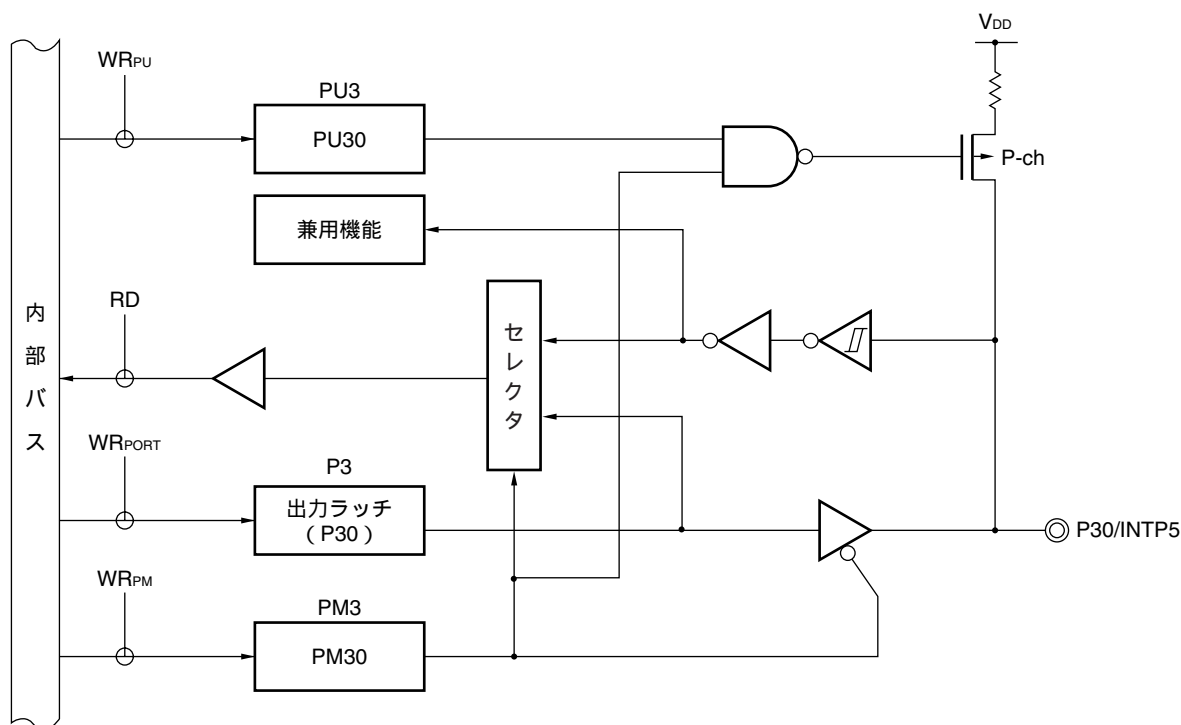 VDD
WRPU
PU3
PU30
P-ch
兼用機能
RD
内部バス
セレクタ
WRPORT
P3
出力ラッチ
（P30）
P30/INTP5
WRPM
PM3
PM30